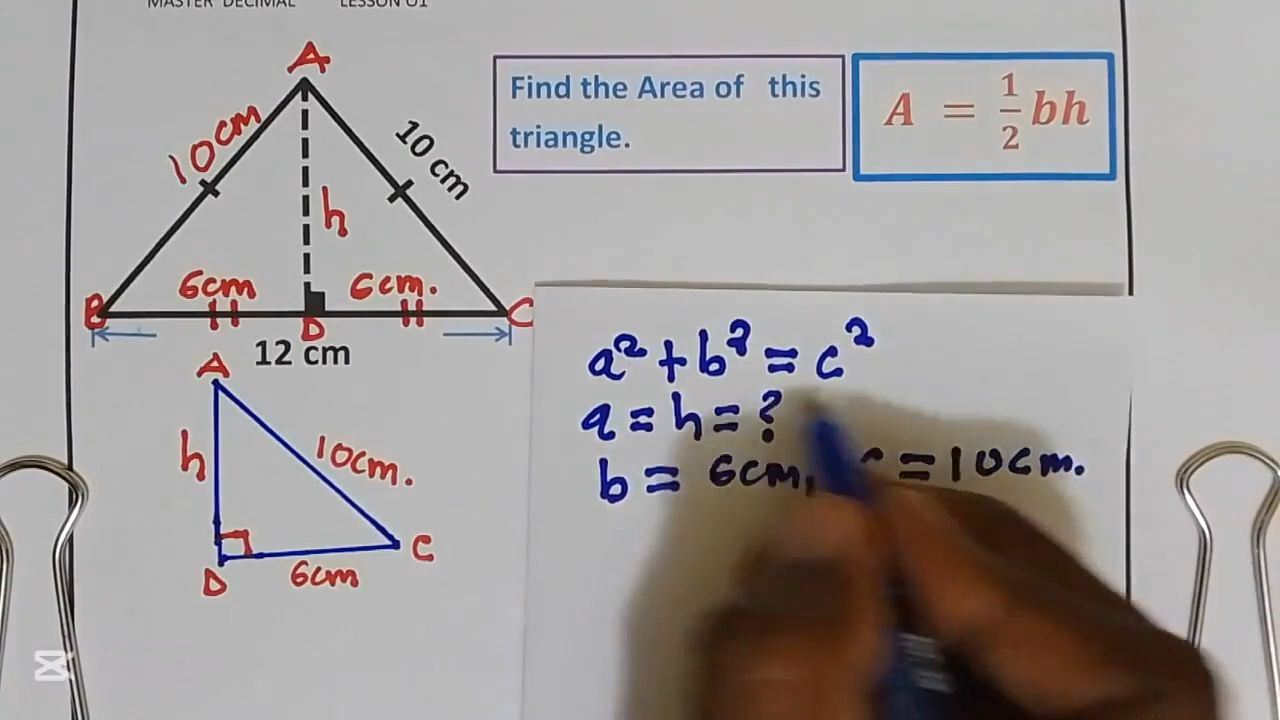 MASTER DECIMAL LESSON 01
A
10cm
10 cm
h
6cm
6cm.
B
D
C
12 cm
Find the Area of this
triangle.
A = 1/2 bh
A
h
10cm.
D
6cm
C
a² + b² = c²
a = h = ?
b = 6cm, c = 10cm.